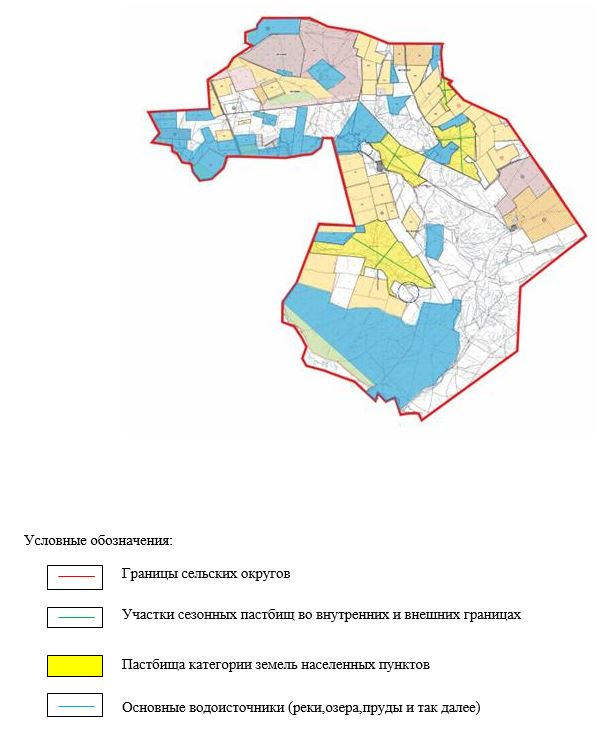 Условные обозначения:
Границы сельских округов
Участки сезонных пастбищ во внутренних и внешних границах
Пастбища категории земель населенных пунктов
Основные водоисточники (реки,озера,пруды и так далее)